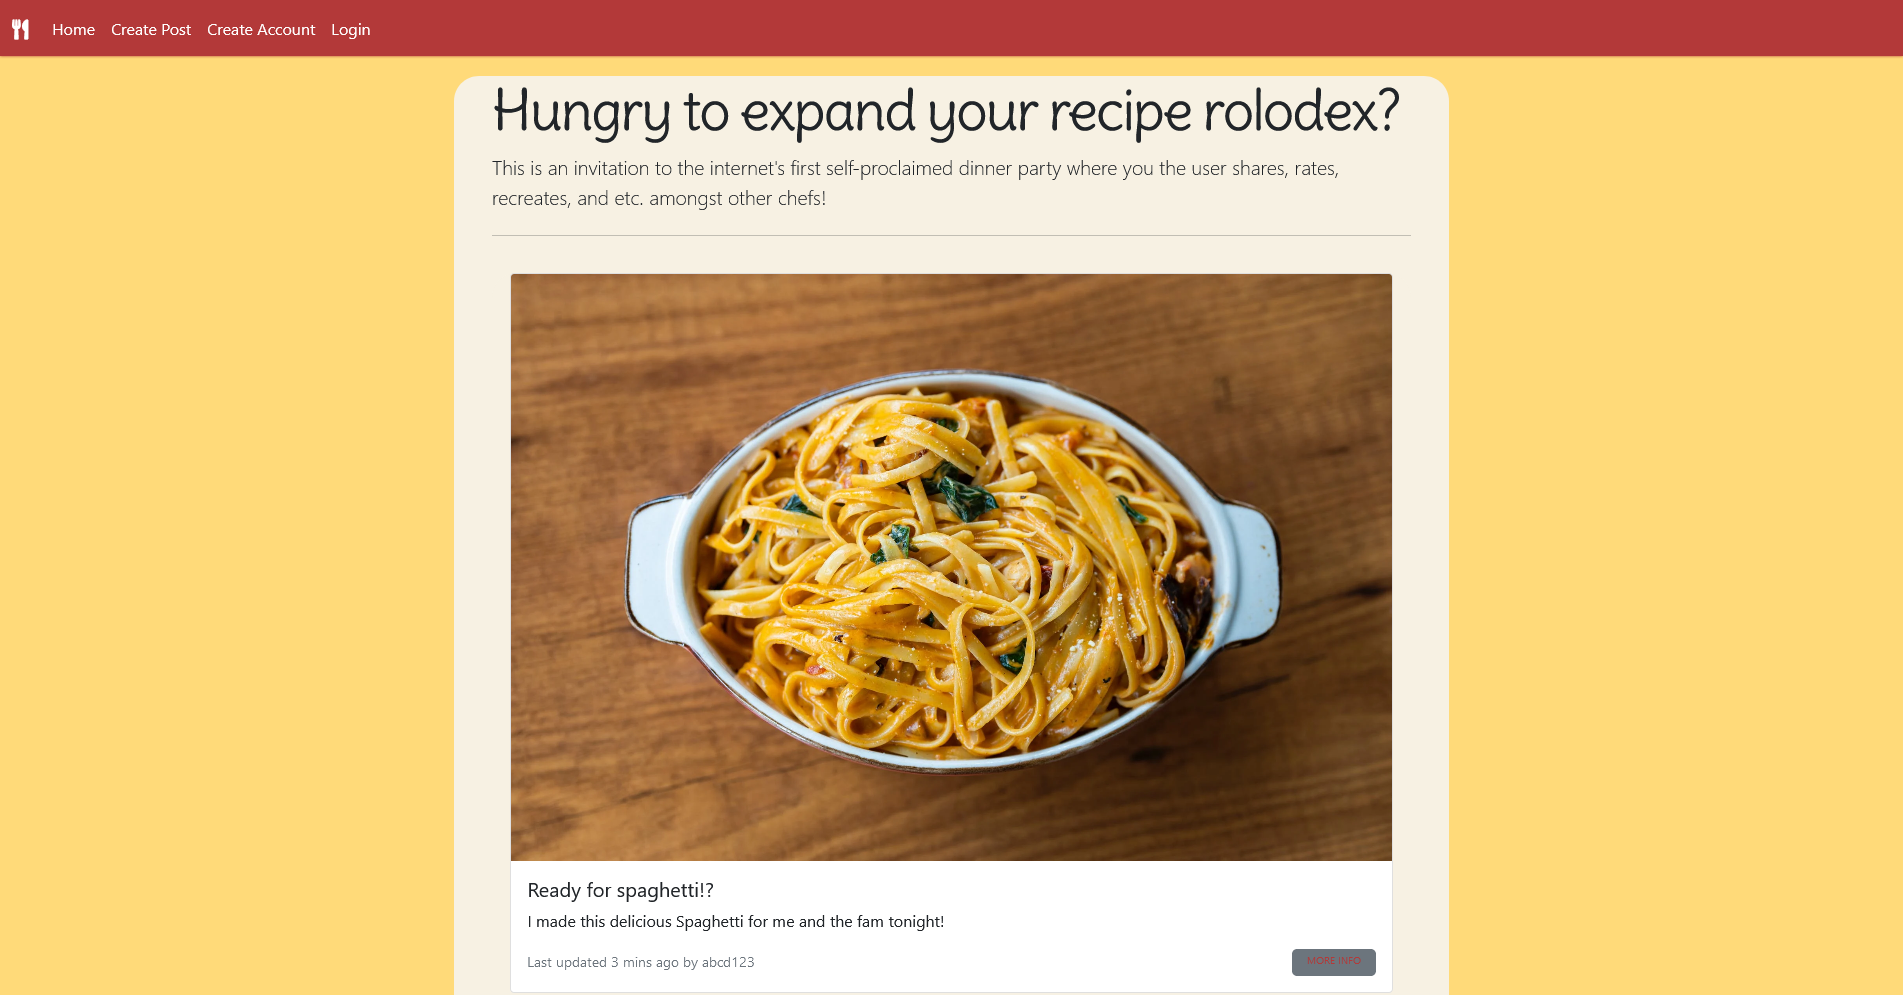 Home Create Post Create Account Login
Hungry to expand your recipe rolodex?
This is an invitation to the internet's first self-proclaimed dinner party where you the user shares, rates,
recreates, and etc. amongst other chefs!
Ready for spaghetti!?
I made this delicious Spaghetti for me and the fam tonight!
Last updated 3 mins ago by abcd123
MORE INFO